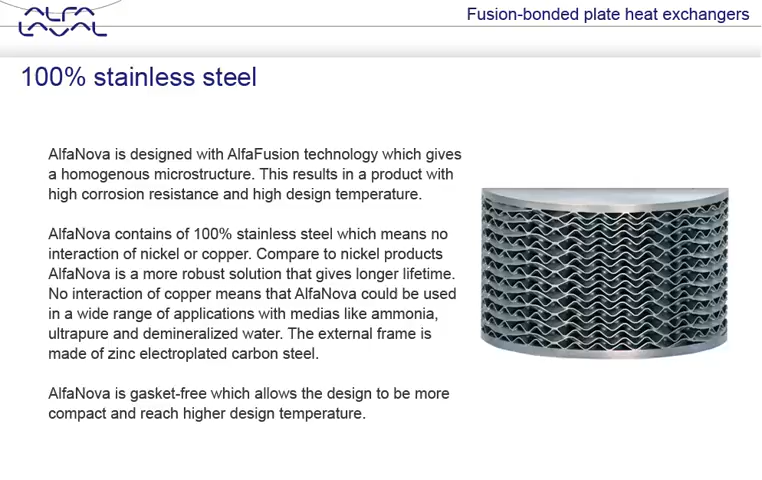 ALFA
LAVAL
Fusion-bonded plate heat exchangers
100% stainless steel
AlfaNova is designed with AlfaFusion technology which gives
a homogenous microstructure. This results in a product with
high corrosion resistance and high design temperature.
AlfaNova contains of 100% stainless steel which means no
interaction of nickel or copper. Compare to nickel products
AlfaNova is a more robust solution that gives longer lifetime.
No interaction of copper means that AlfaNova could be used
in a wide range of applications with medias like ammonia,
ultrapure and demineralized water. The external frame is
made of zinc electroplated carbon steel.
AlfaNova is gasket-free which allows the design to be more
compact and reach higher design temperature.